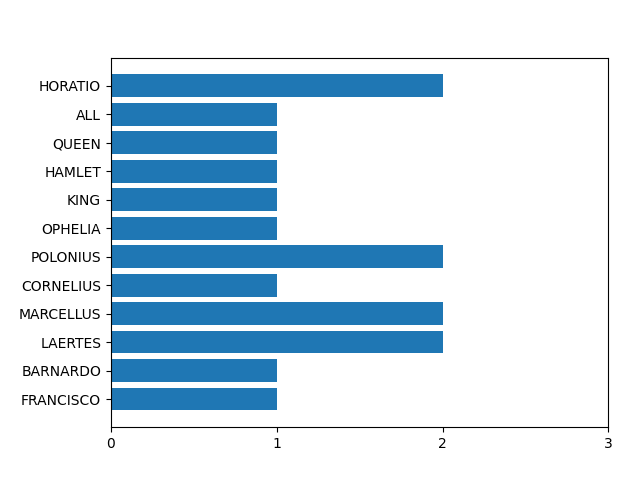 HORATIO
ALL
QUEEN
HAMLET
KING
OPHELIA
POLONIUS
CORNELIUS
MARCELLUS
LAERTES
BARNARDO
FRANCISCO
0 1 2 3